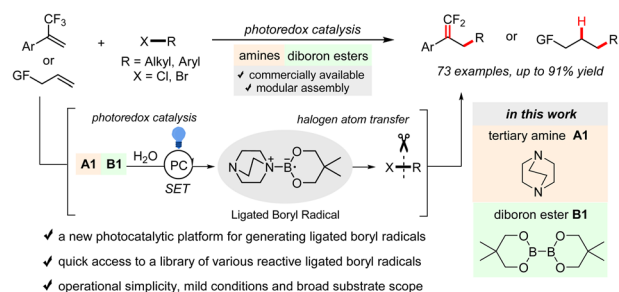 CF3
Ar
or
GF
+
X—R
R = Alkyl, Aryl
X = Cl, Br
photoredox catalysis
amines diboron esters
✓ commercially available
✓ modular assembly
CF2
Ar R
or
H
GF R
73 examples, up to 91% yield
photoredox catalysis
halogen atom transfer
A1 B1 H2O PC
SET
N N+ B− • O O
X R
Ligated Boryl Radical
in this work
tertiary amine A1
N
N
diboron ester B1
O O
B B
O O
✓ a new photocatalytic platform for generating ligated boryl radicals
✓ quick access to a library of various reactive ligated boryl radicals
✓ operational simplicity, mild conditions and broad substrate scope